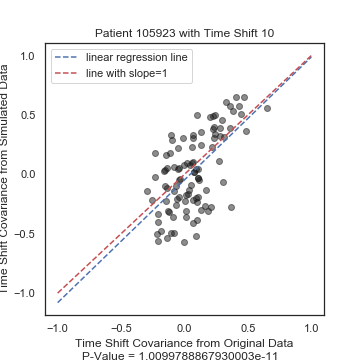 Patient 105923 with Time Shift 10
linear regression line
line with slope=1
Time Shift Covariance from Simulated Data
1.0
0.5
0.0
−0.5
−1.0
−1.0
−0.5
0.0
0.5
1.0
Time Shift Covariance from Original Data
P-Value = 1.0099788867930003e-11